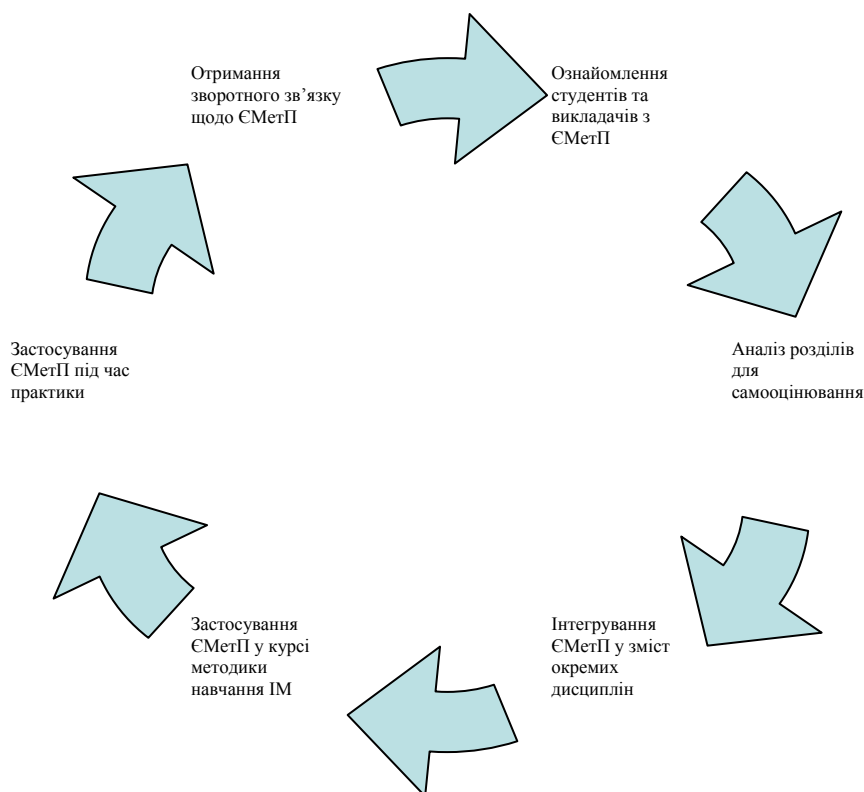 Отримання
зворотного зв’язку
щодо ЄМетП
Ознайомлення
студентів та
викладачів з
ЄМетП
Аналіз розділів
для
самооцінювання
Інтегрування
ЄМетП у зміст
окремих
дисциплін
Застосування
ЄМетП у курсі
методики
навчання ІМ
Застосування
ЄМетП під час
практики